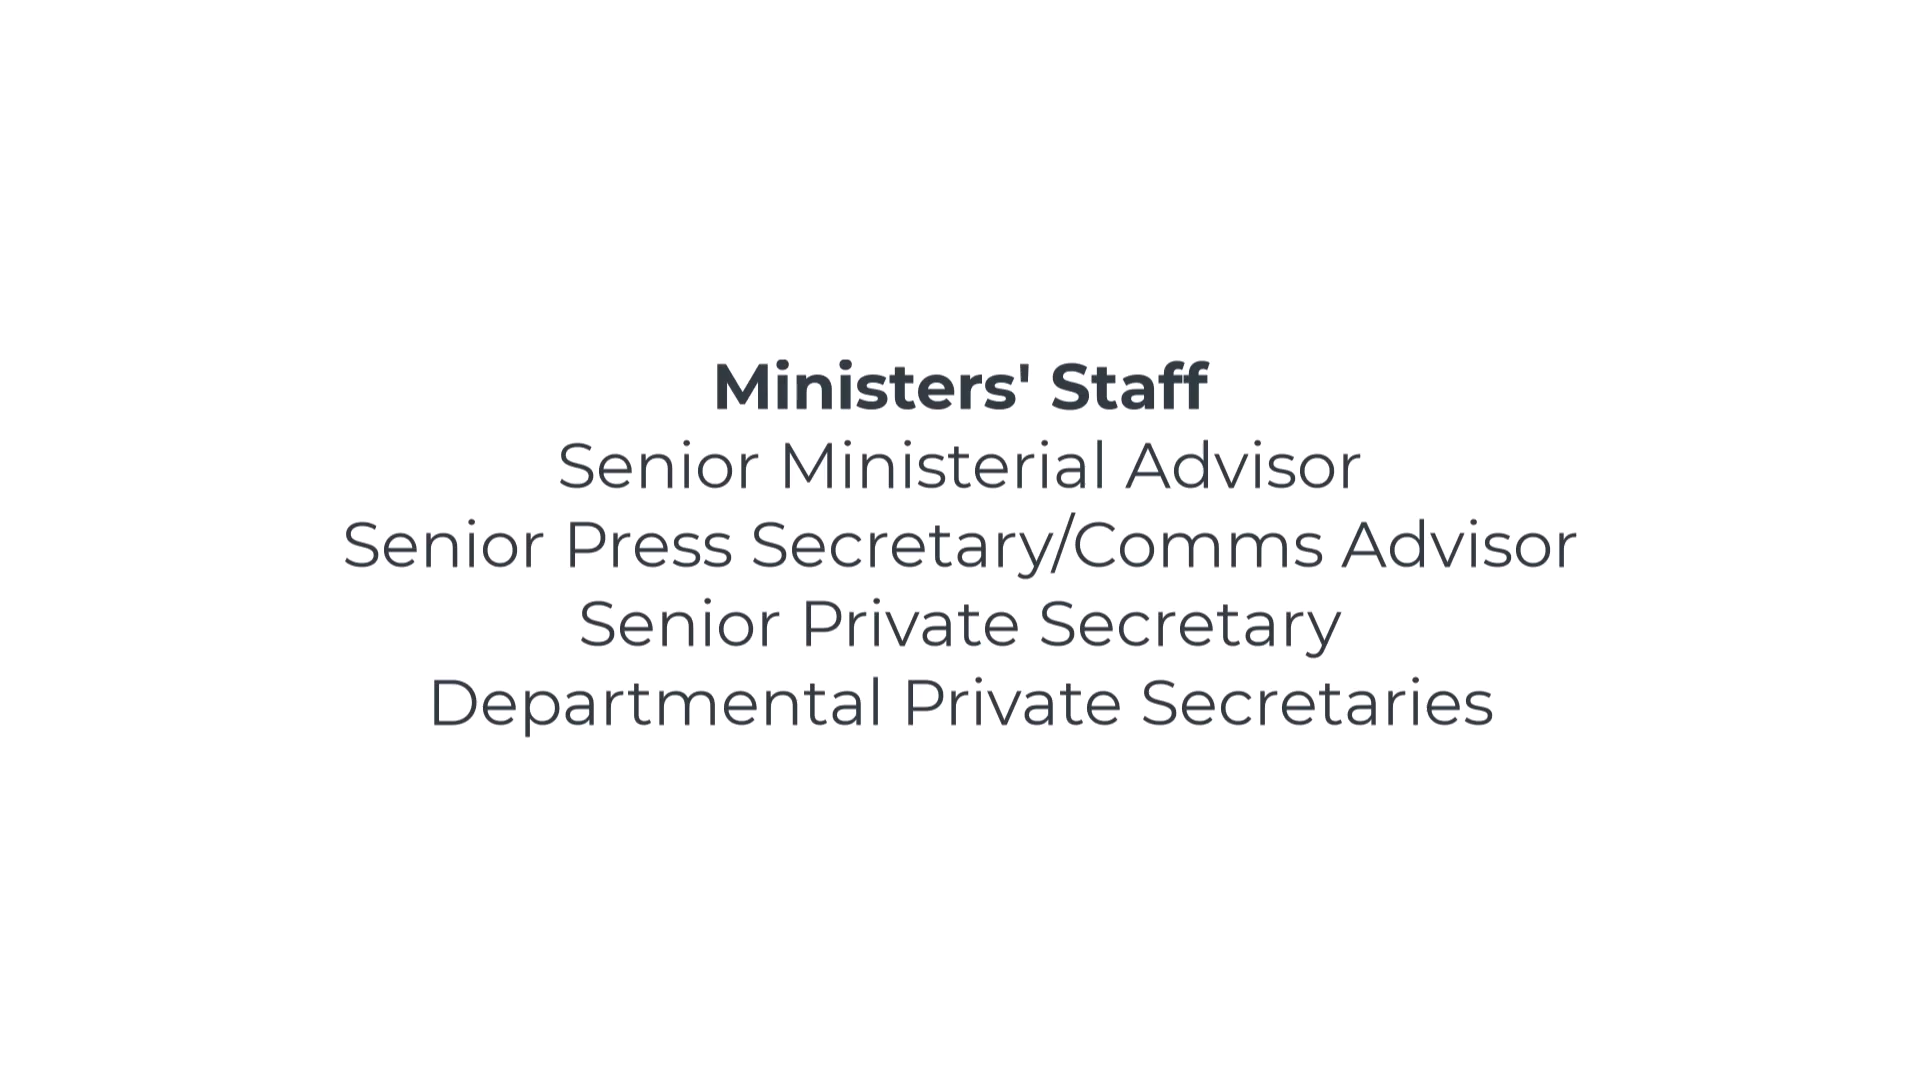 Ministers' Staff
Senior Ministerial Advisor
Senior Press Secretary/Comms Advisor
Senior Private Secretary
Departmental Private Secretaries